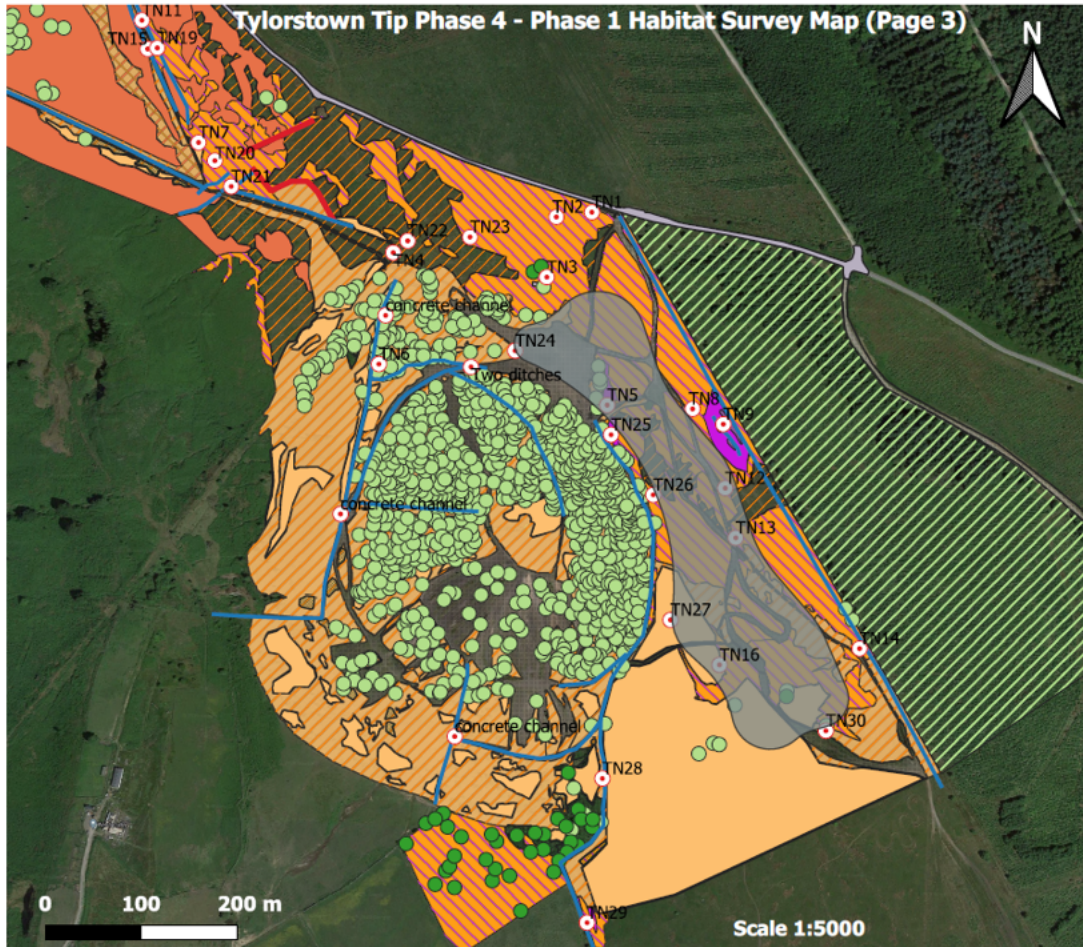 Tylorstown Tip Phase 4 - Phase 1 Habitat Survey Map (Page 3)
TN11
N
TN15
TN19
TN7
TN20
TN21
TN2
TN1
TN22
TN23
TN4
TN3
concrete channel
TN24
TN6
Two ditches
TN5
TN8
TN9
TN25
TN12
TN26
concrete channel
TN13
TN27
TN14
TN16
concrete channel
TN30
TN28
0 100 200 m
TN29
Scale 1:5000